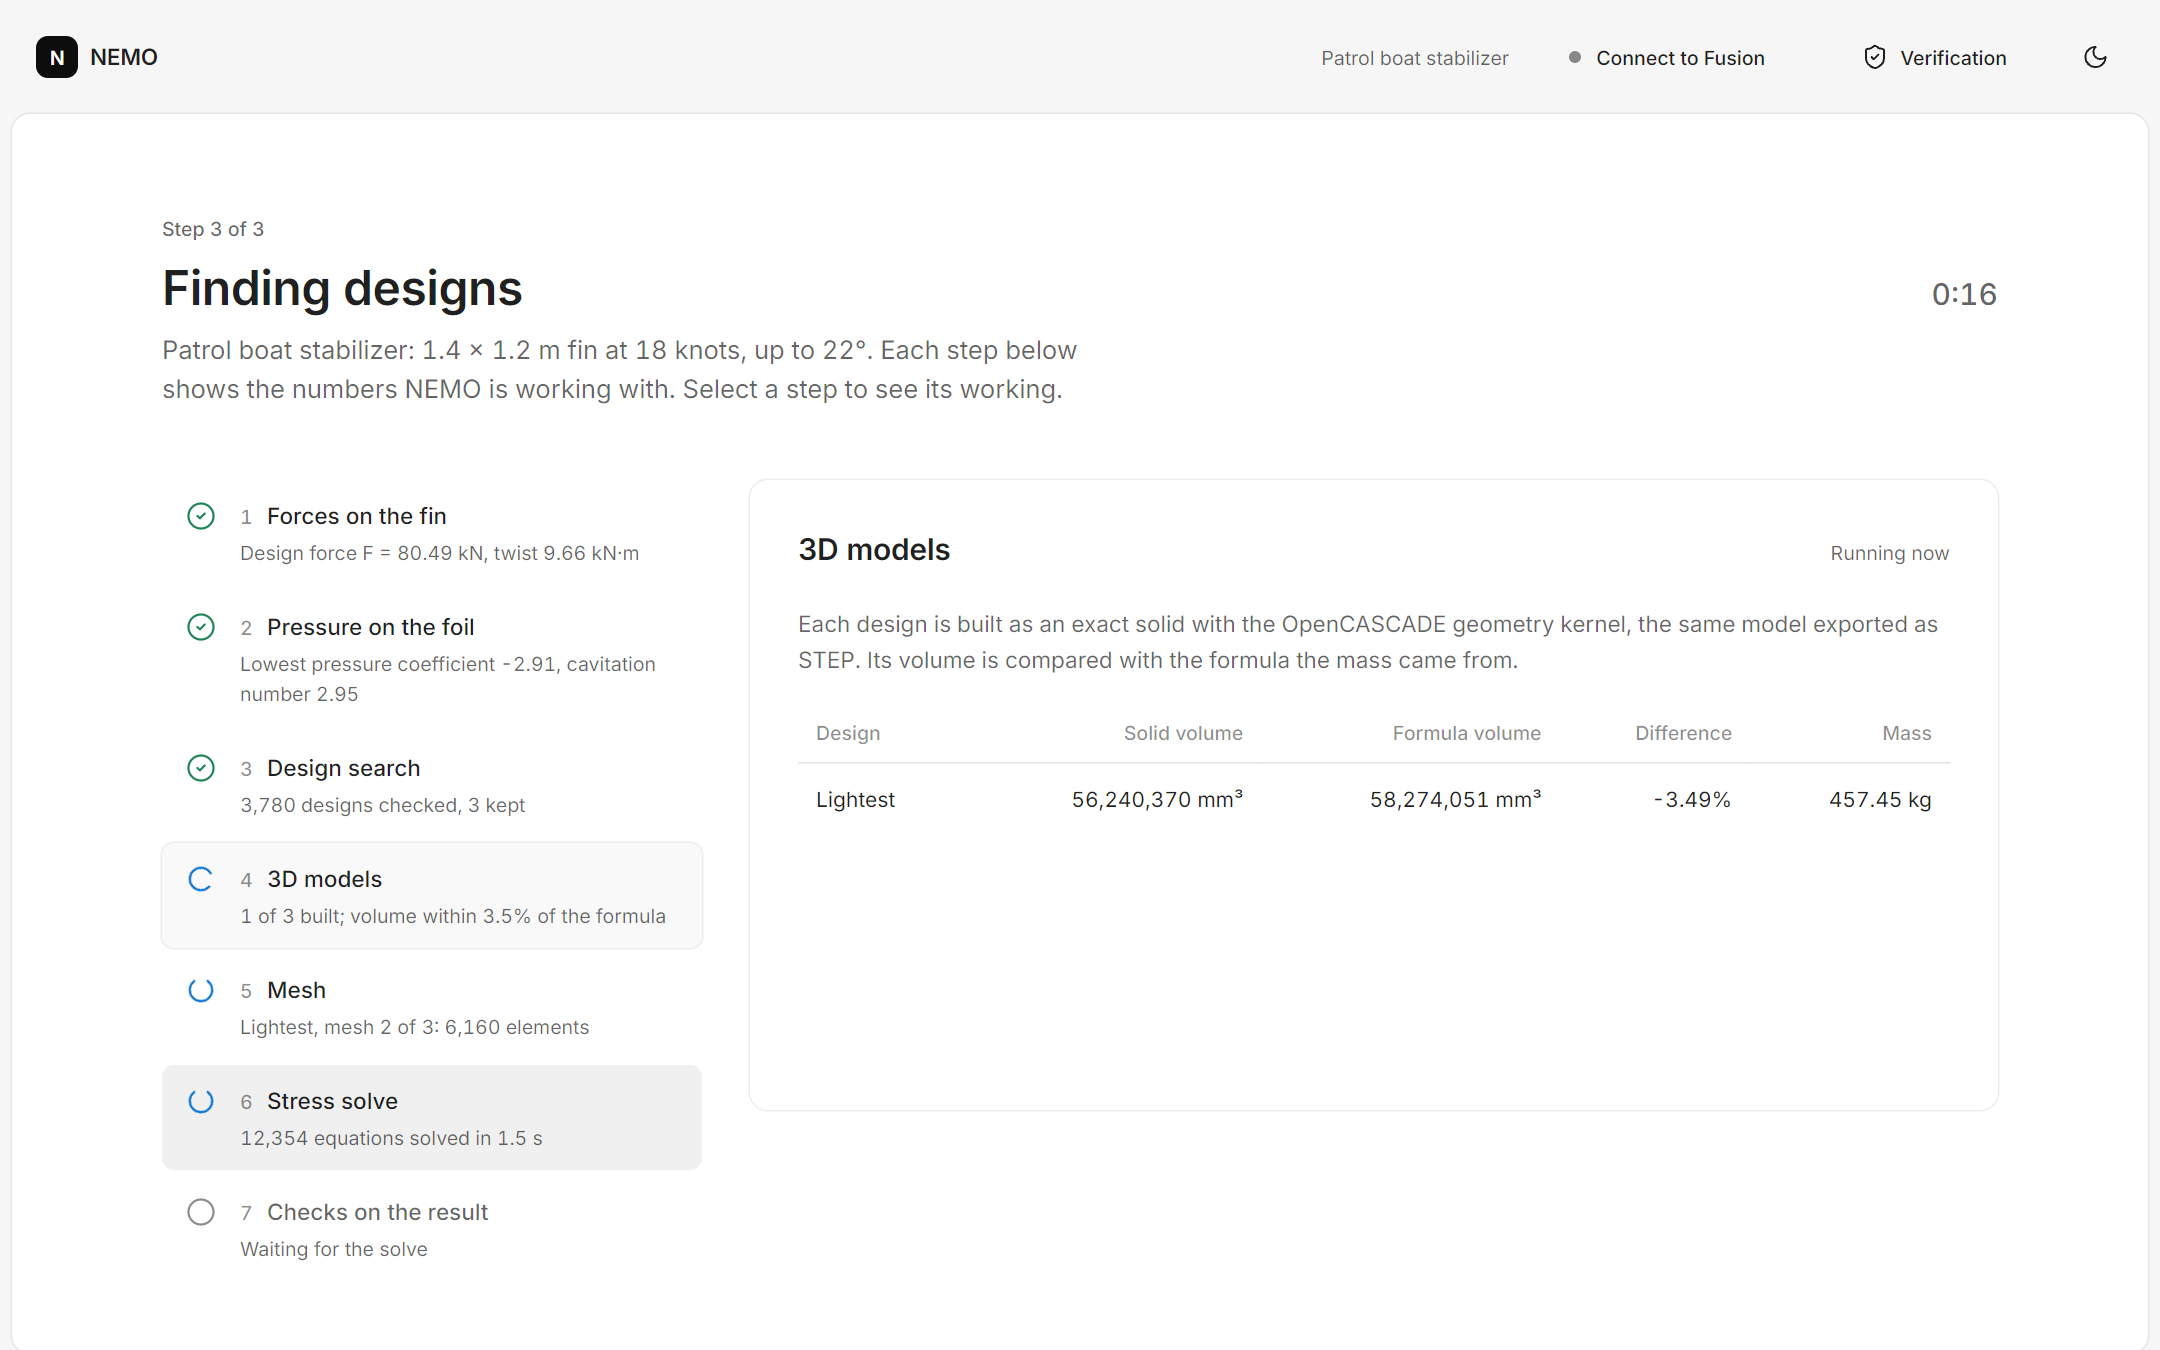 N NEMO
Patrol boat stabilizer
Connect to Fusion
Verification
Step 3 of 3
Finding designs
0:16
Patrol boat stabilizer: 1.4 × 1.2 m fin at 18 knots, up to 22°. Each step below
shows the numbers NEMO is working with. Select a step to see its working.
1 Forces on the fin
Design force F = 80.49 kN, twist 9.66 kN·m
2 Pressure on the foil
Lowest pressure coefficient -2.91, cavitation
number 2.95
3 Design search
3,780 designs checked, 3 kept
4 3D models
1 of 3 built; volume within 3.5% of the formula
5 Mesh
Lightest, mesh 2 of 3: 6,160 elements
6 Stress solve
12,354 equations solved in 1.5 s
7 Checks on the result
Waiting for the solve
3D models
Running now
Each design is built as an exact solid with the OpenCASCADE geometry kernel, the same model exported as
STEP. Its volume is compared with the formula the mass came from.
Design Solid volume Formula volume Difference Mass
Lightest 56,240,370 mm³ 58,274,051 mm³ -3.49% 457.45 kg